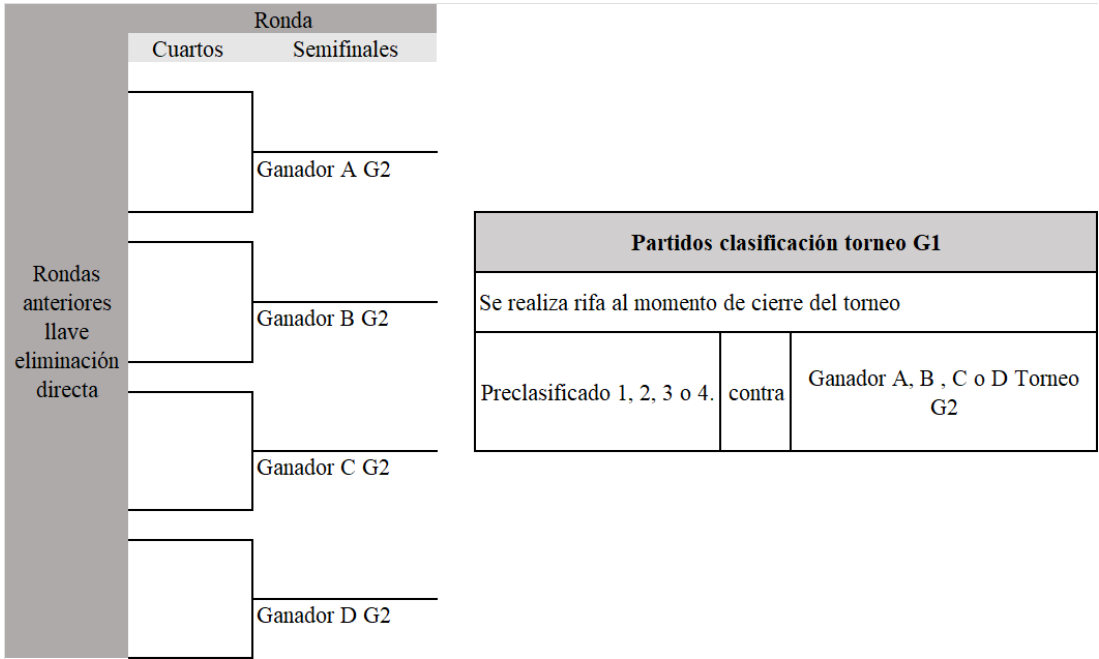 Ronda
Cuartos Semifinales
Rondas
anteriores
llave
eliminación
directa
Ganador A G2
Ganador B G2
Ganador C G2
Ganador D G2
Partidos clasificación torneo G1
Se realiza rifa al momento de cierre del torneo
Preclasificado 1, 2, 3 o 4.
contra
Ganador A, B , C o D Torneo
G2